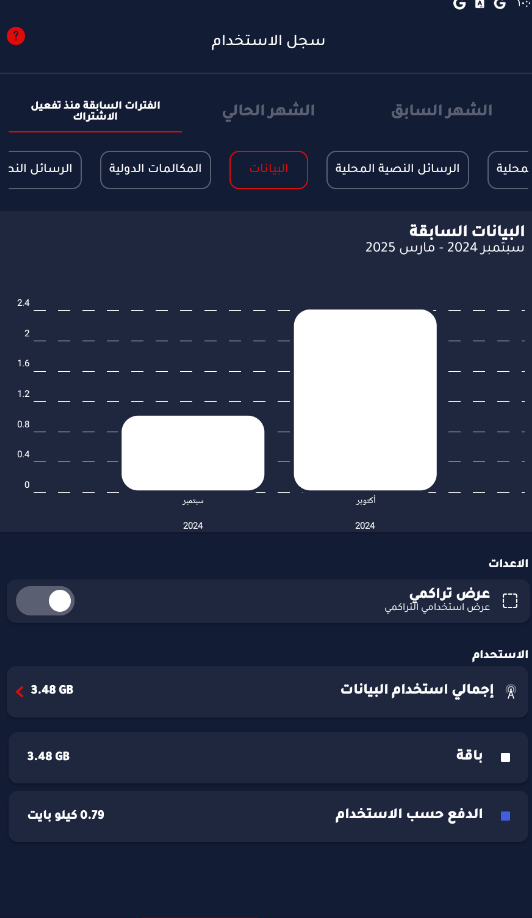 ١٠:٠
?
سجل الاستخدام
الشهر السابق
الشهر الحالي
الفترات السابقة منذ تفعيل
الاشتراك
محلية
الرسائل النصية المحلية
البيانات
المكالمات الدولية
الرسائل النص
البيانات السابقة
سبتمبر 2024 - مارس 2025
2.4
2
1.6
1.2
0.8
0.4
0
أكتوبر
2024
سبتمبر
2024
الاعدات
عرض تراكمي
عرض استخدامي التراكمي
الاستخدام
إجمالي استخدام البيانات
3.48 GB
باقة
3.48 GB
الدفع حسب الاستخدام
0.79 كيلو بايت